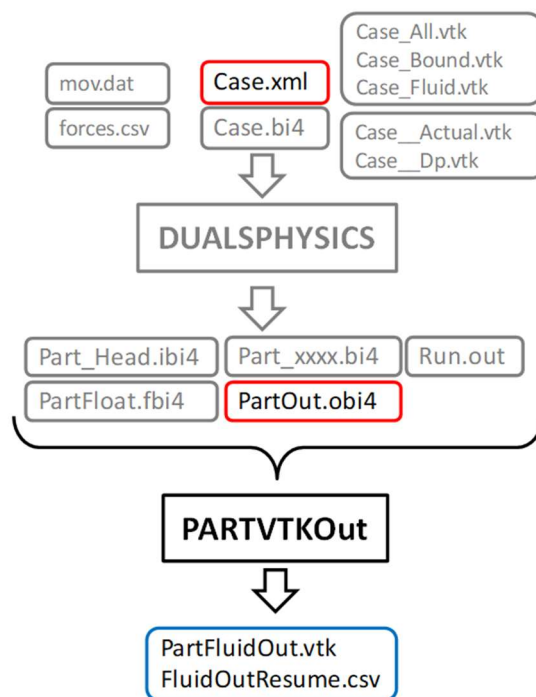 Case_All.vtk
Case_Bound.vtk
Case_Fluid.vtk
mov.dat
Case.xml
forces.csv
Case.bi4
Case__Actual.vtk
Case__Dp.vtk
DUALSPHYSICS
Part_Head.ibi4
Part_xxxx.bi4
Run.out
PartFloat.fbi4
PartOut.obi4
PARTVTKOut
PartFluidOut.vtk
FluidOutResume.csv